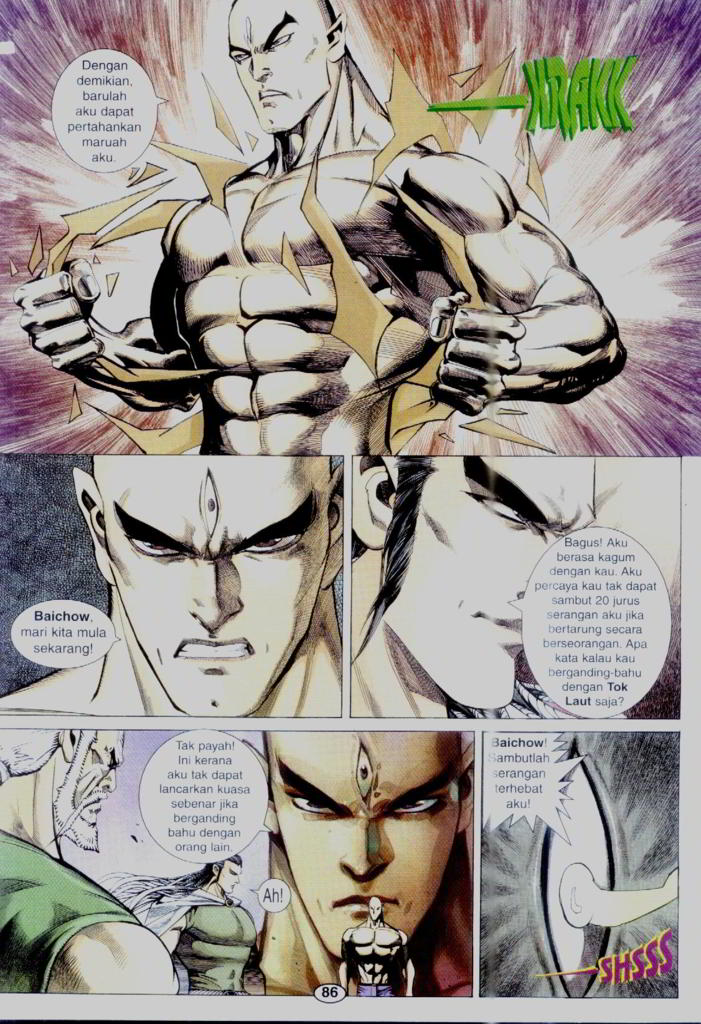 Dengan
demikian,
barulah
aku dapat
pertahankan
maruah
aku.
KRAKK
Baichow,
mari kita mula
sekarang!
Bagus! Aku
berasa kagum
dengan kau. Aku
percaya kau tak dapat
sambut 20 jurus
serangan aku jika
bertarung secara
berseorangan. Apa
kata kalau kau
berganding-bahu
dengan Tok
Laut saja?
Tak payah!
Ini kerana
aku tak dapat
lancarkan kuasa
sebenar jika
berganding
bahu dengan
orang lain.
Ah!
Baichow!
Sambutlah
serangan
terhebat
aku!
SHSSS
86